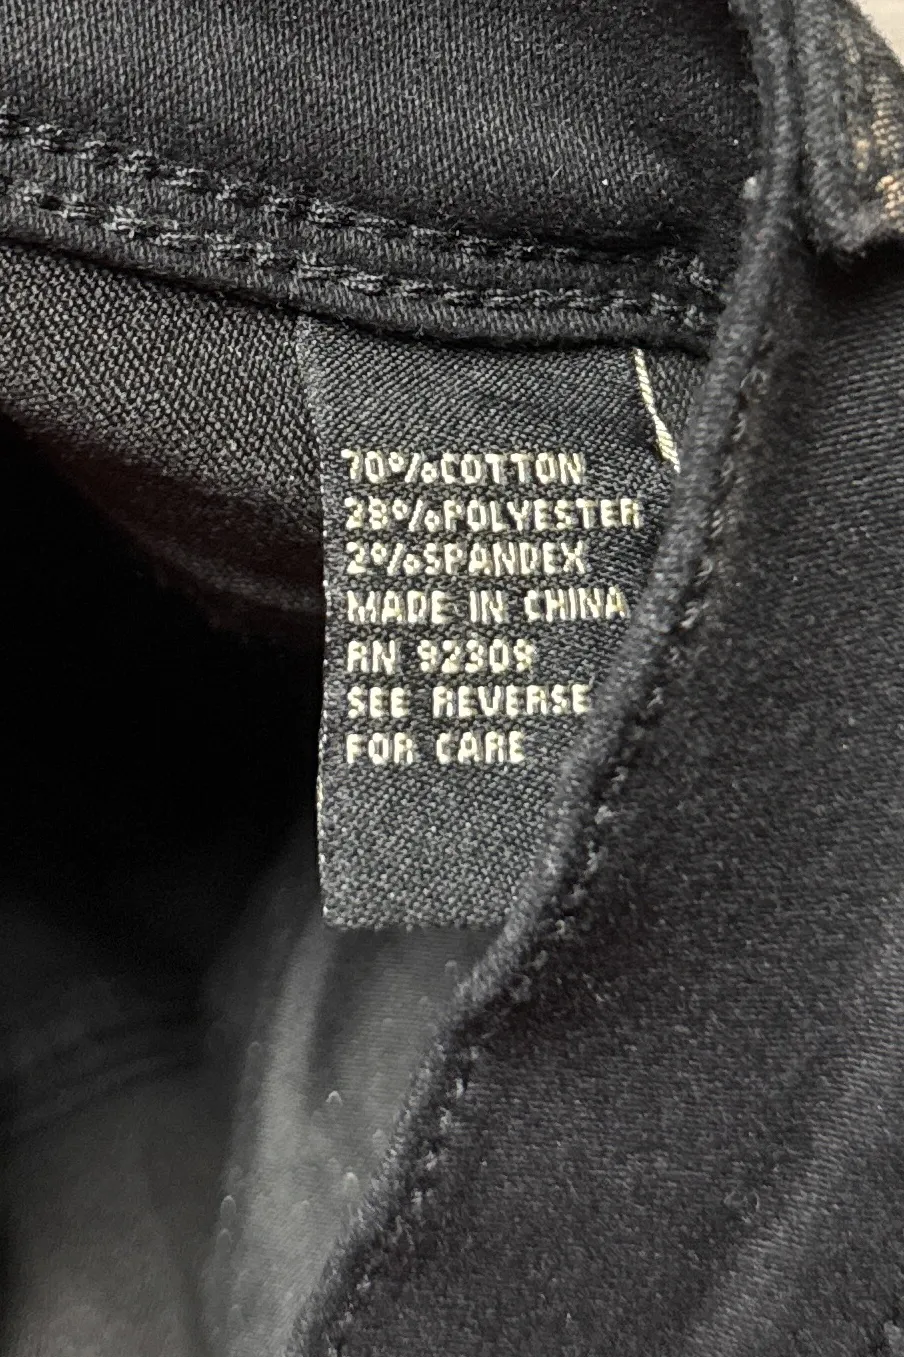 70%COTTON
28%POLYESTER
2%SPANDEX
MADE IN CHINA
RN 92309
SEE REVERSE
FOR CARE